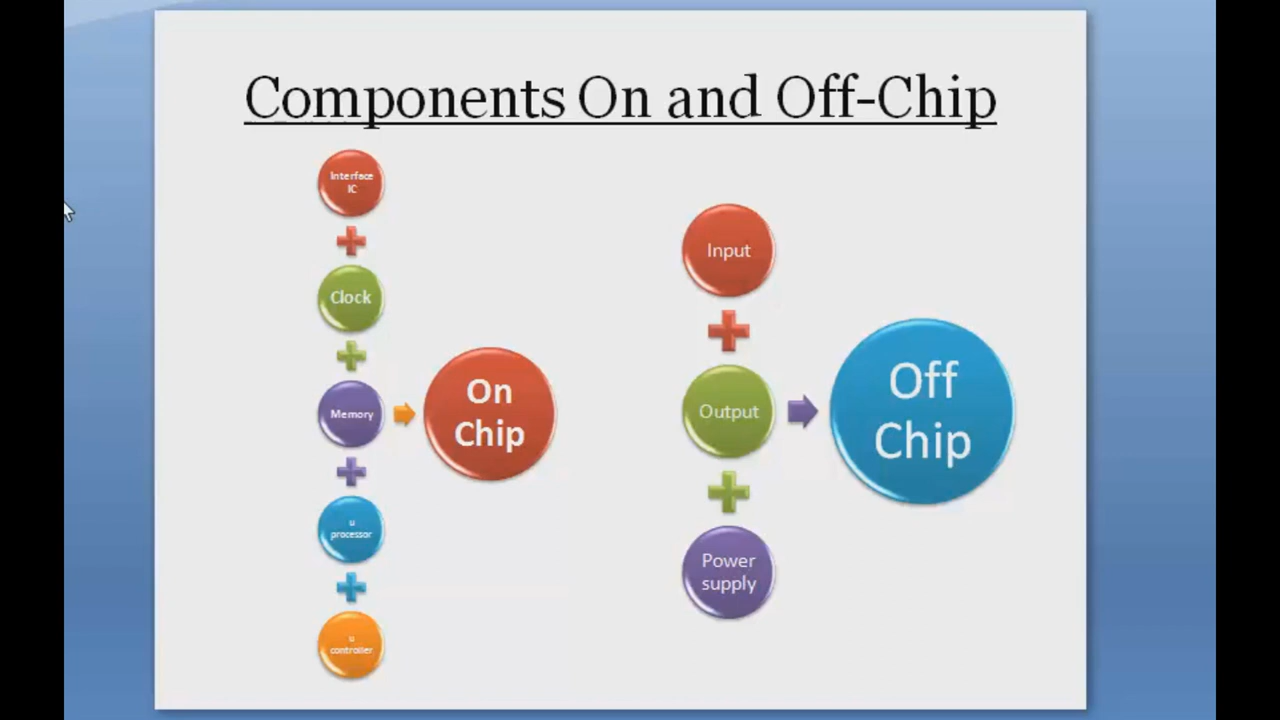 Components On and Off-Chip
Interface
IC
Clock
Memory
u
processor
u
controller
On
Chip
Input
Output
Power
supply
Off
Chip